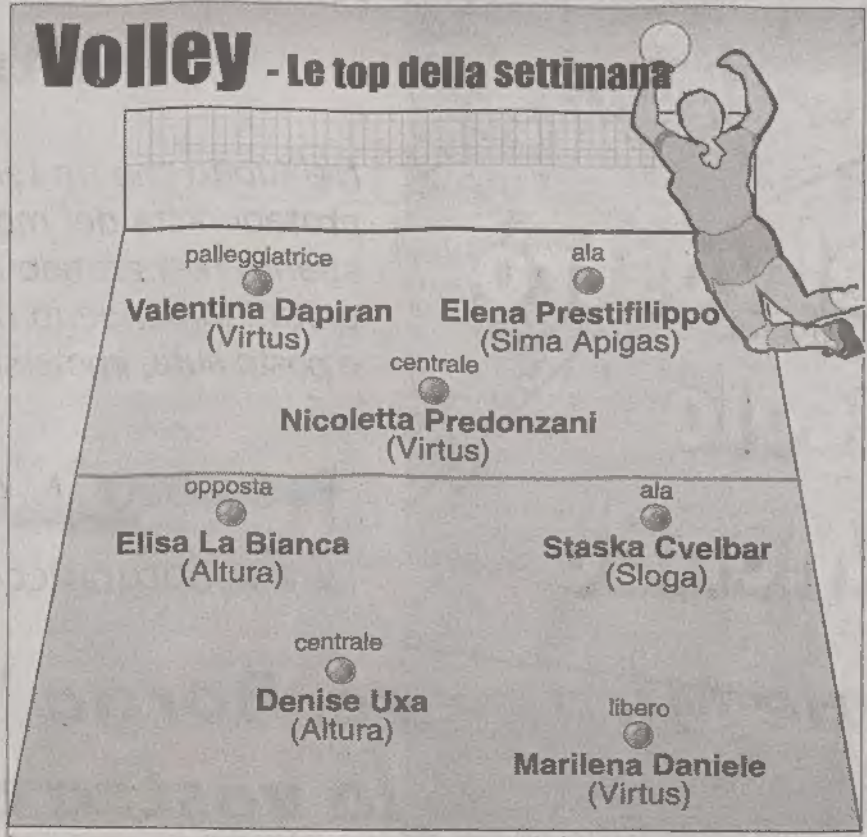 Volley - Le top della settimana
palleggiatrice
Valentina Dapiran
(Virtus)
ala
Elena Prestifilippo
(Sima Apigas)
centrale
Nicoletta Predonzani
(Virtus)
opposta
Elisa La Bianca
(Altura)
ala
Staska Cvelbar
(Sloga)
centrale
Denise Uxa
(Altura)
libero
Marilena Daniele
(Virtus)